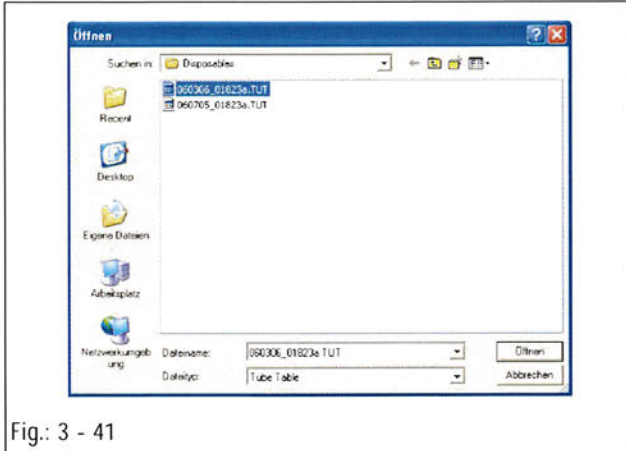 Öffnen
Suchen in: Disposables
060306_01823a.TUT
060705_01823a.TUT
Recent
Desktop
Eigene Dateien
Arbeitsplatz
Netzwerkumgeb
ung
Dateiname: 060306_01823a.TUT
Öffnen
Dateityp: Tube Table
Abbrechen
Fig.: 3 - 41